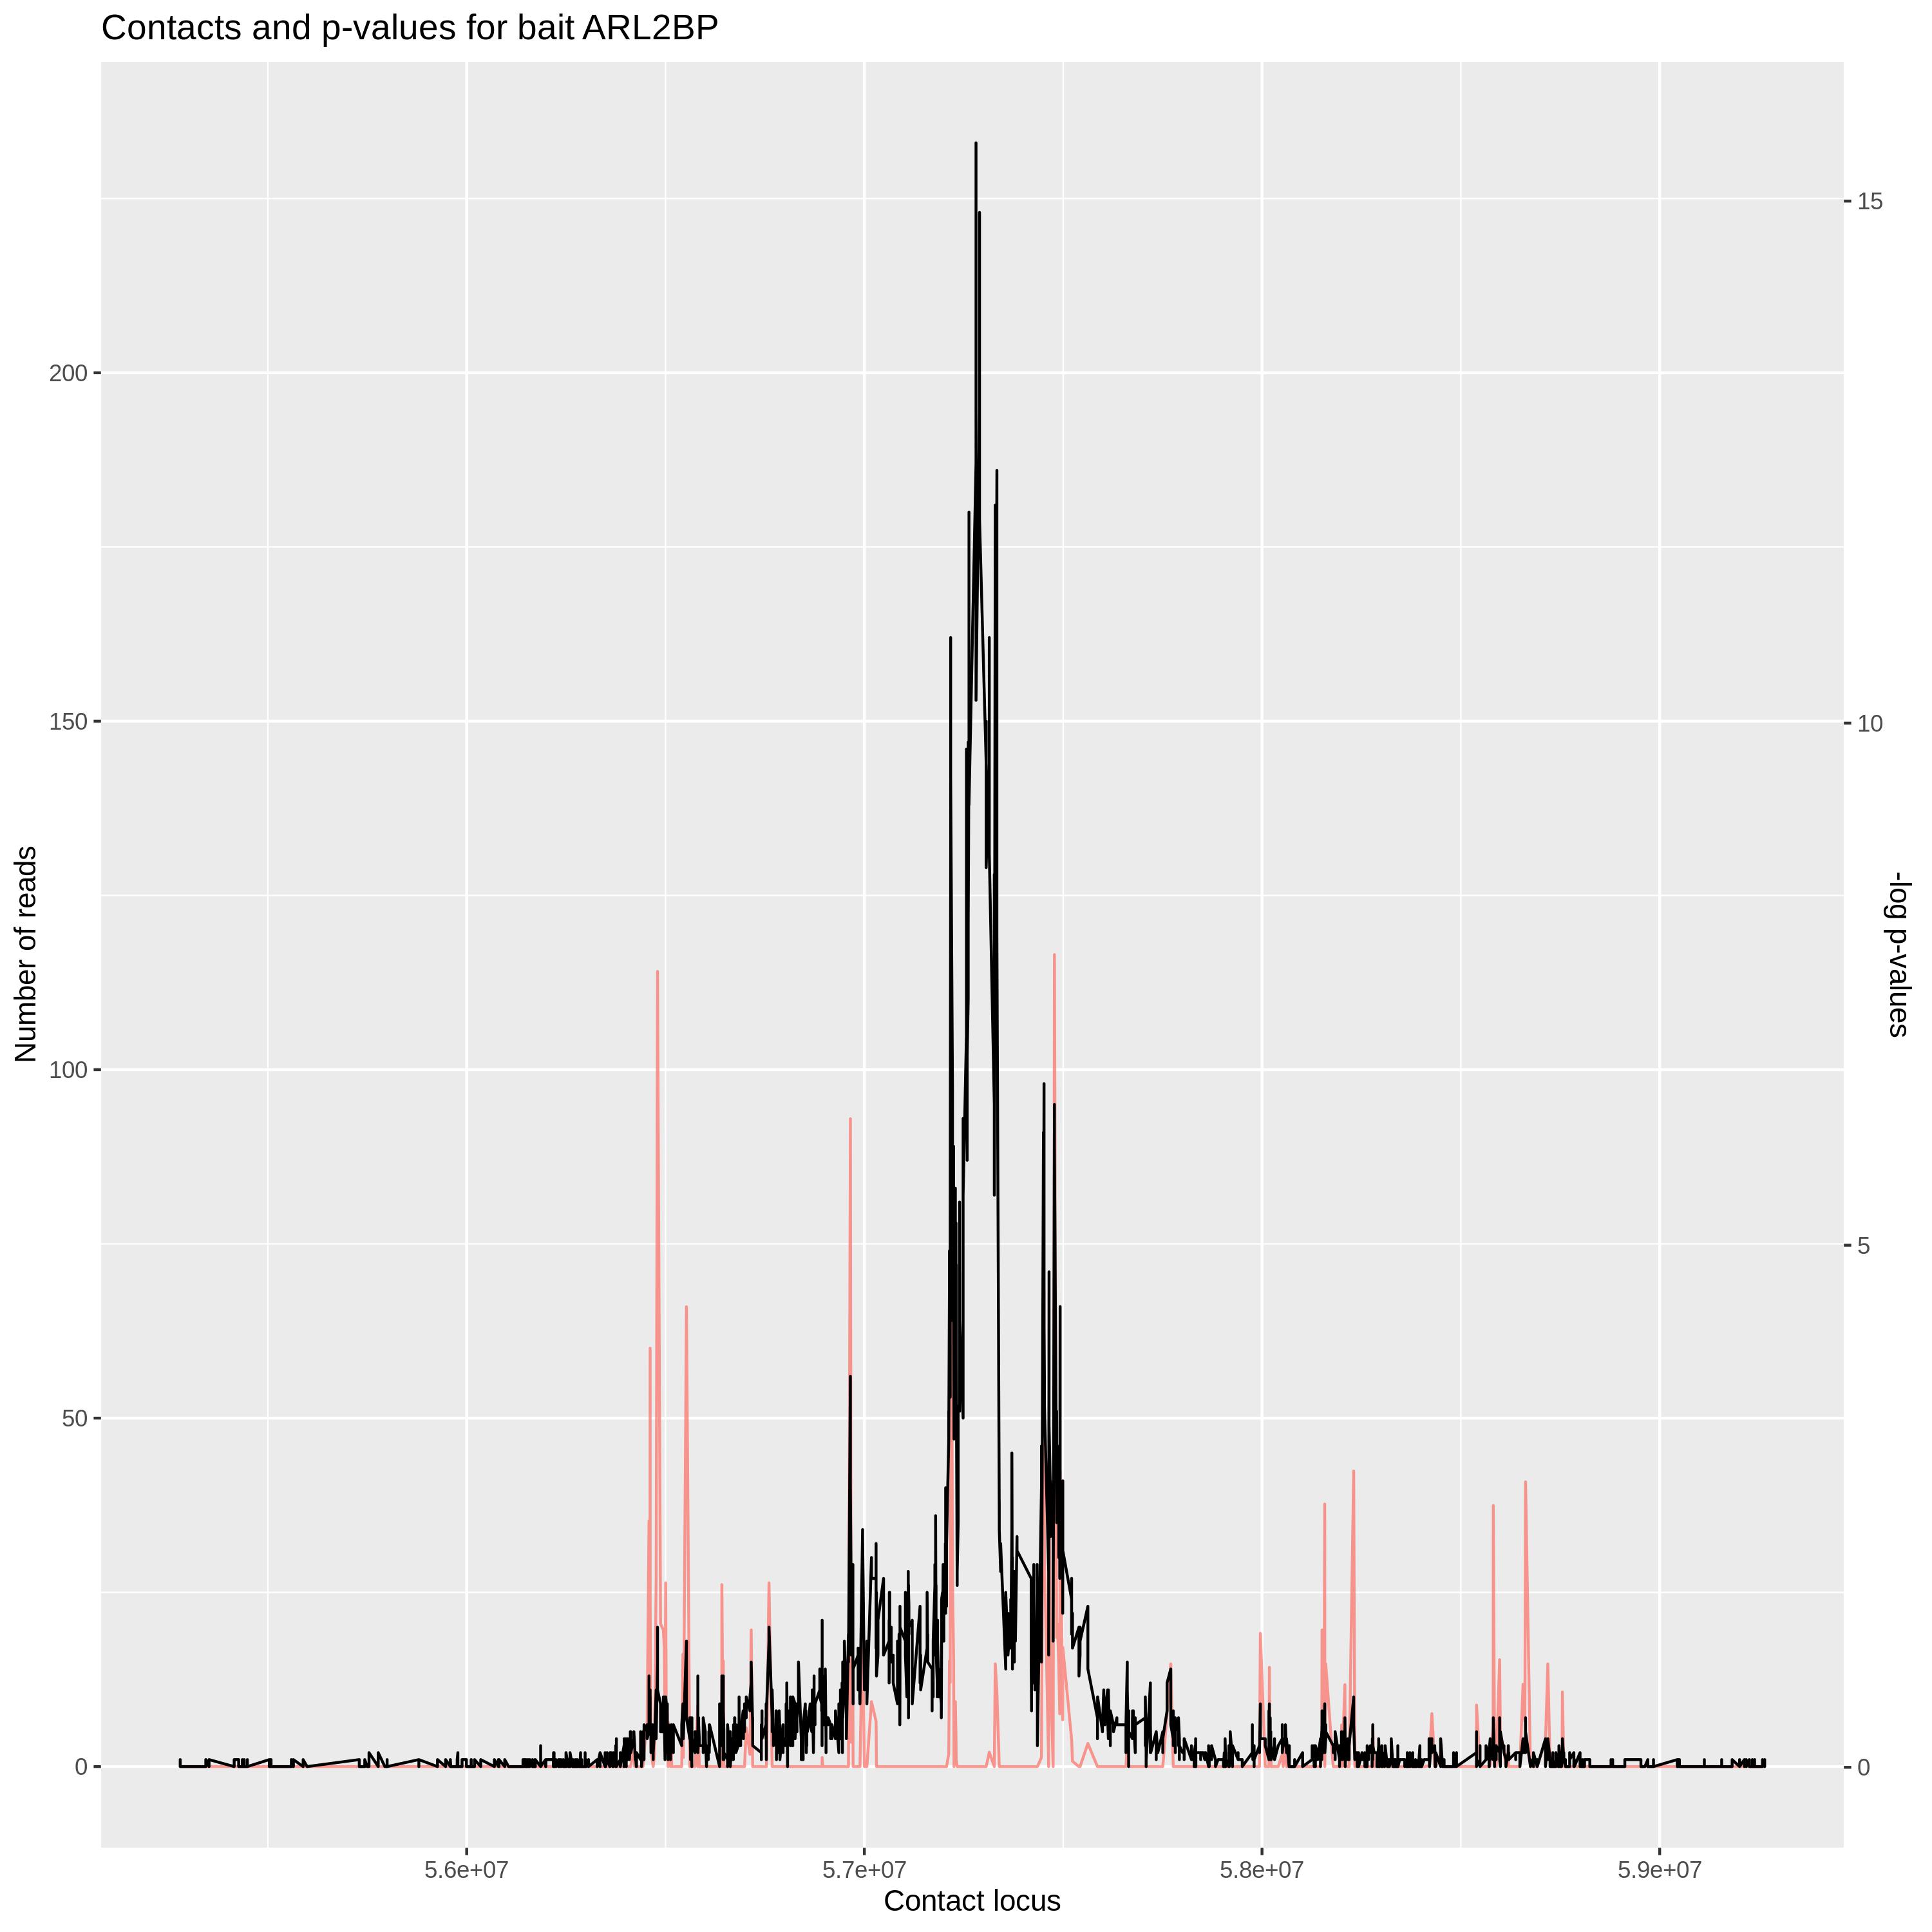 Contacts and p-values for bait ARL2BP
Number of reads
200
150
100
50
0
15
10
5
0
-log p-values
5.6e+07
5.7e+07
5.8e+07
5.9e+07
Contact locus